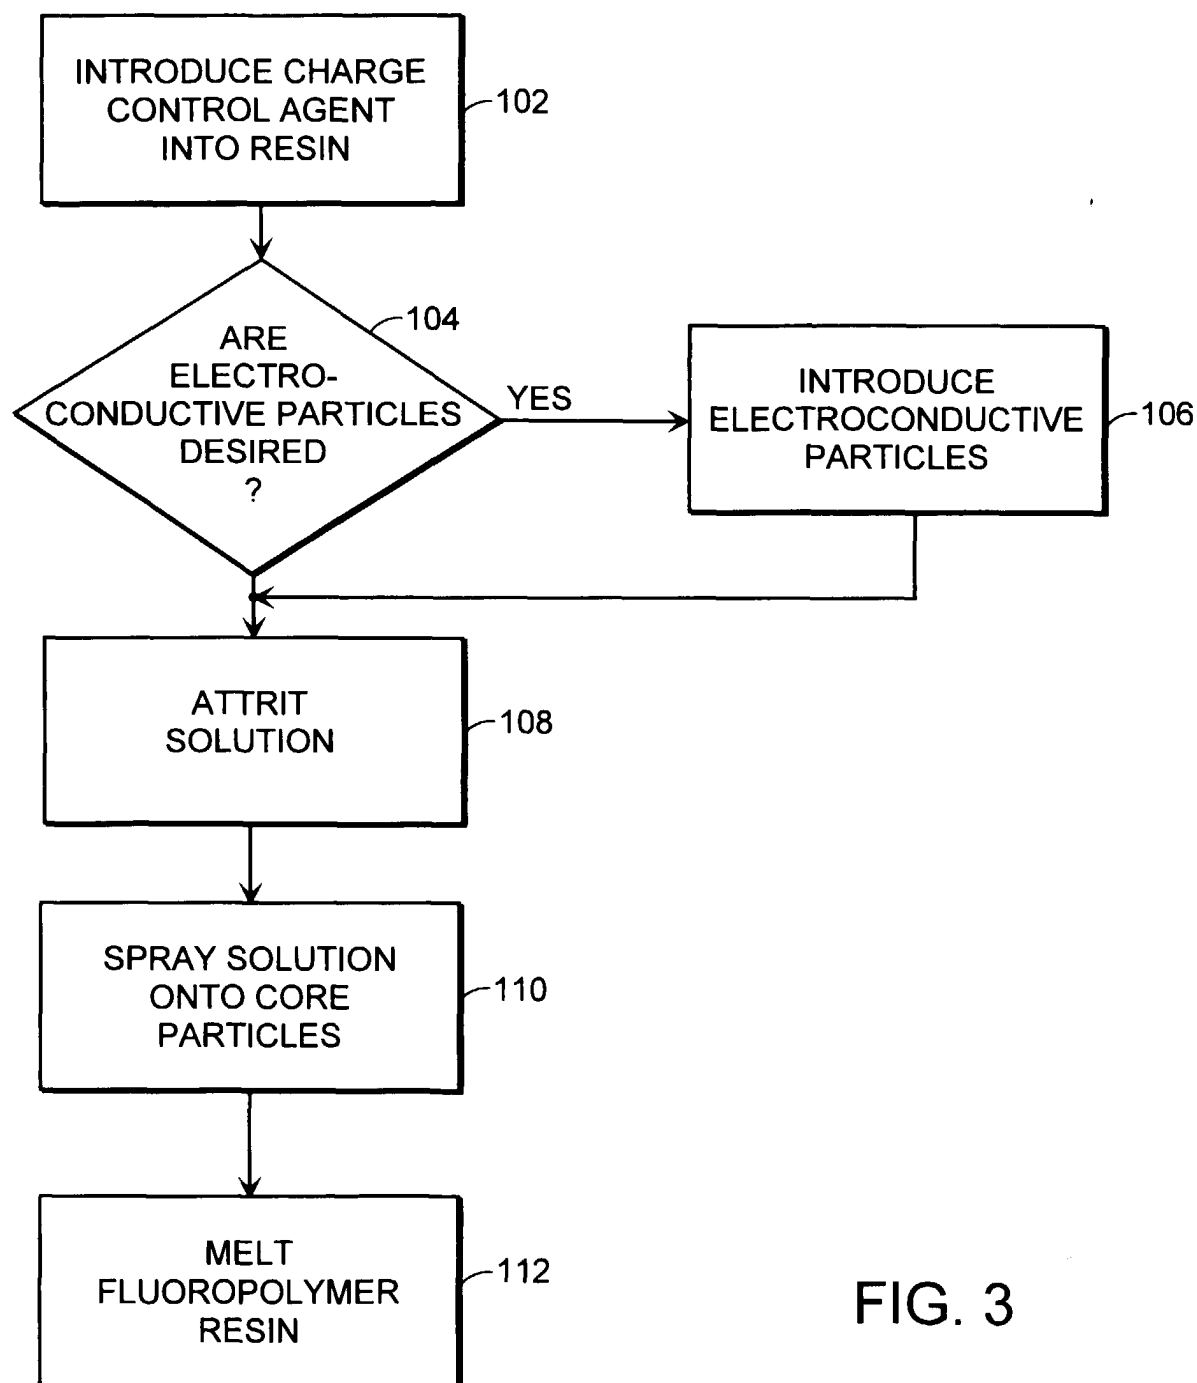 INTRODUCE CHARGE
CONTROL AGENT
INTO RESIN
102
ARE
ELECTRO-
CONDUCTIVE PARTICLES
DESIRED
?
104
YES
INTRODUCE
ELECTROCONDUCTIVE
PARTICLES
106
ATTRIT
SOLUTION
108
SPRAY SOLUTION
ONTO CORE
PARTICLES
110
MELT
FLUOROPOLYMER
RESIN
112
FIG. 3